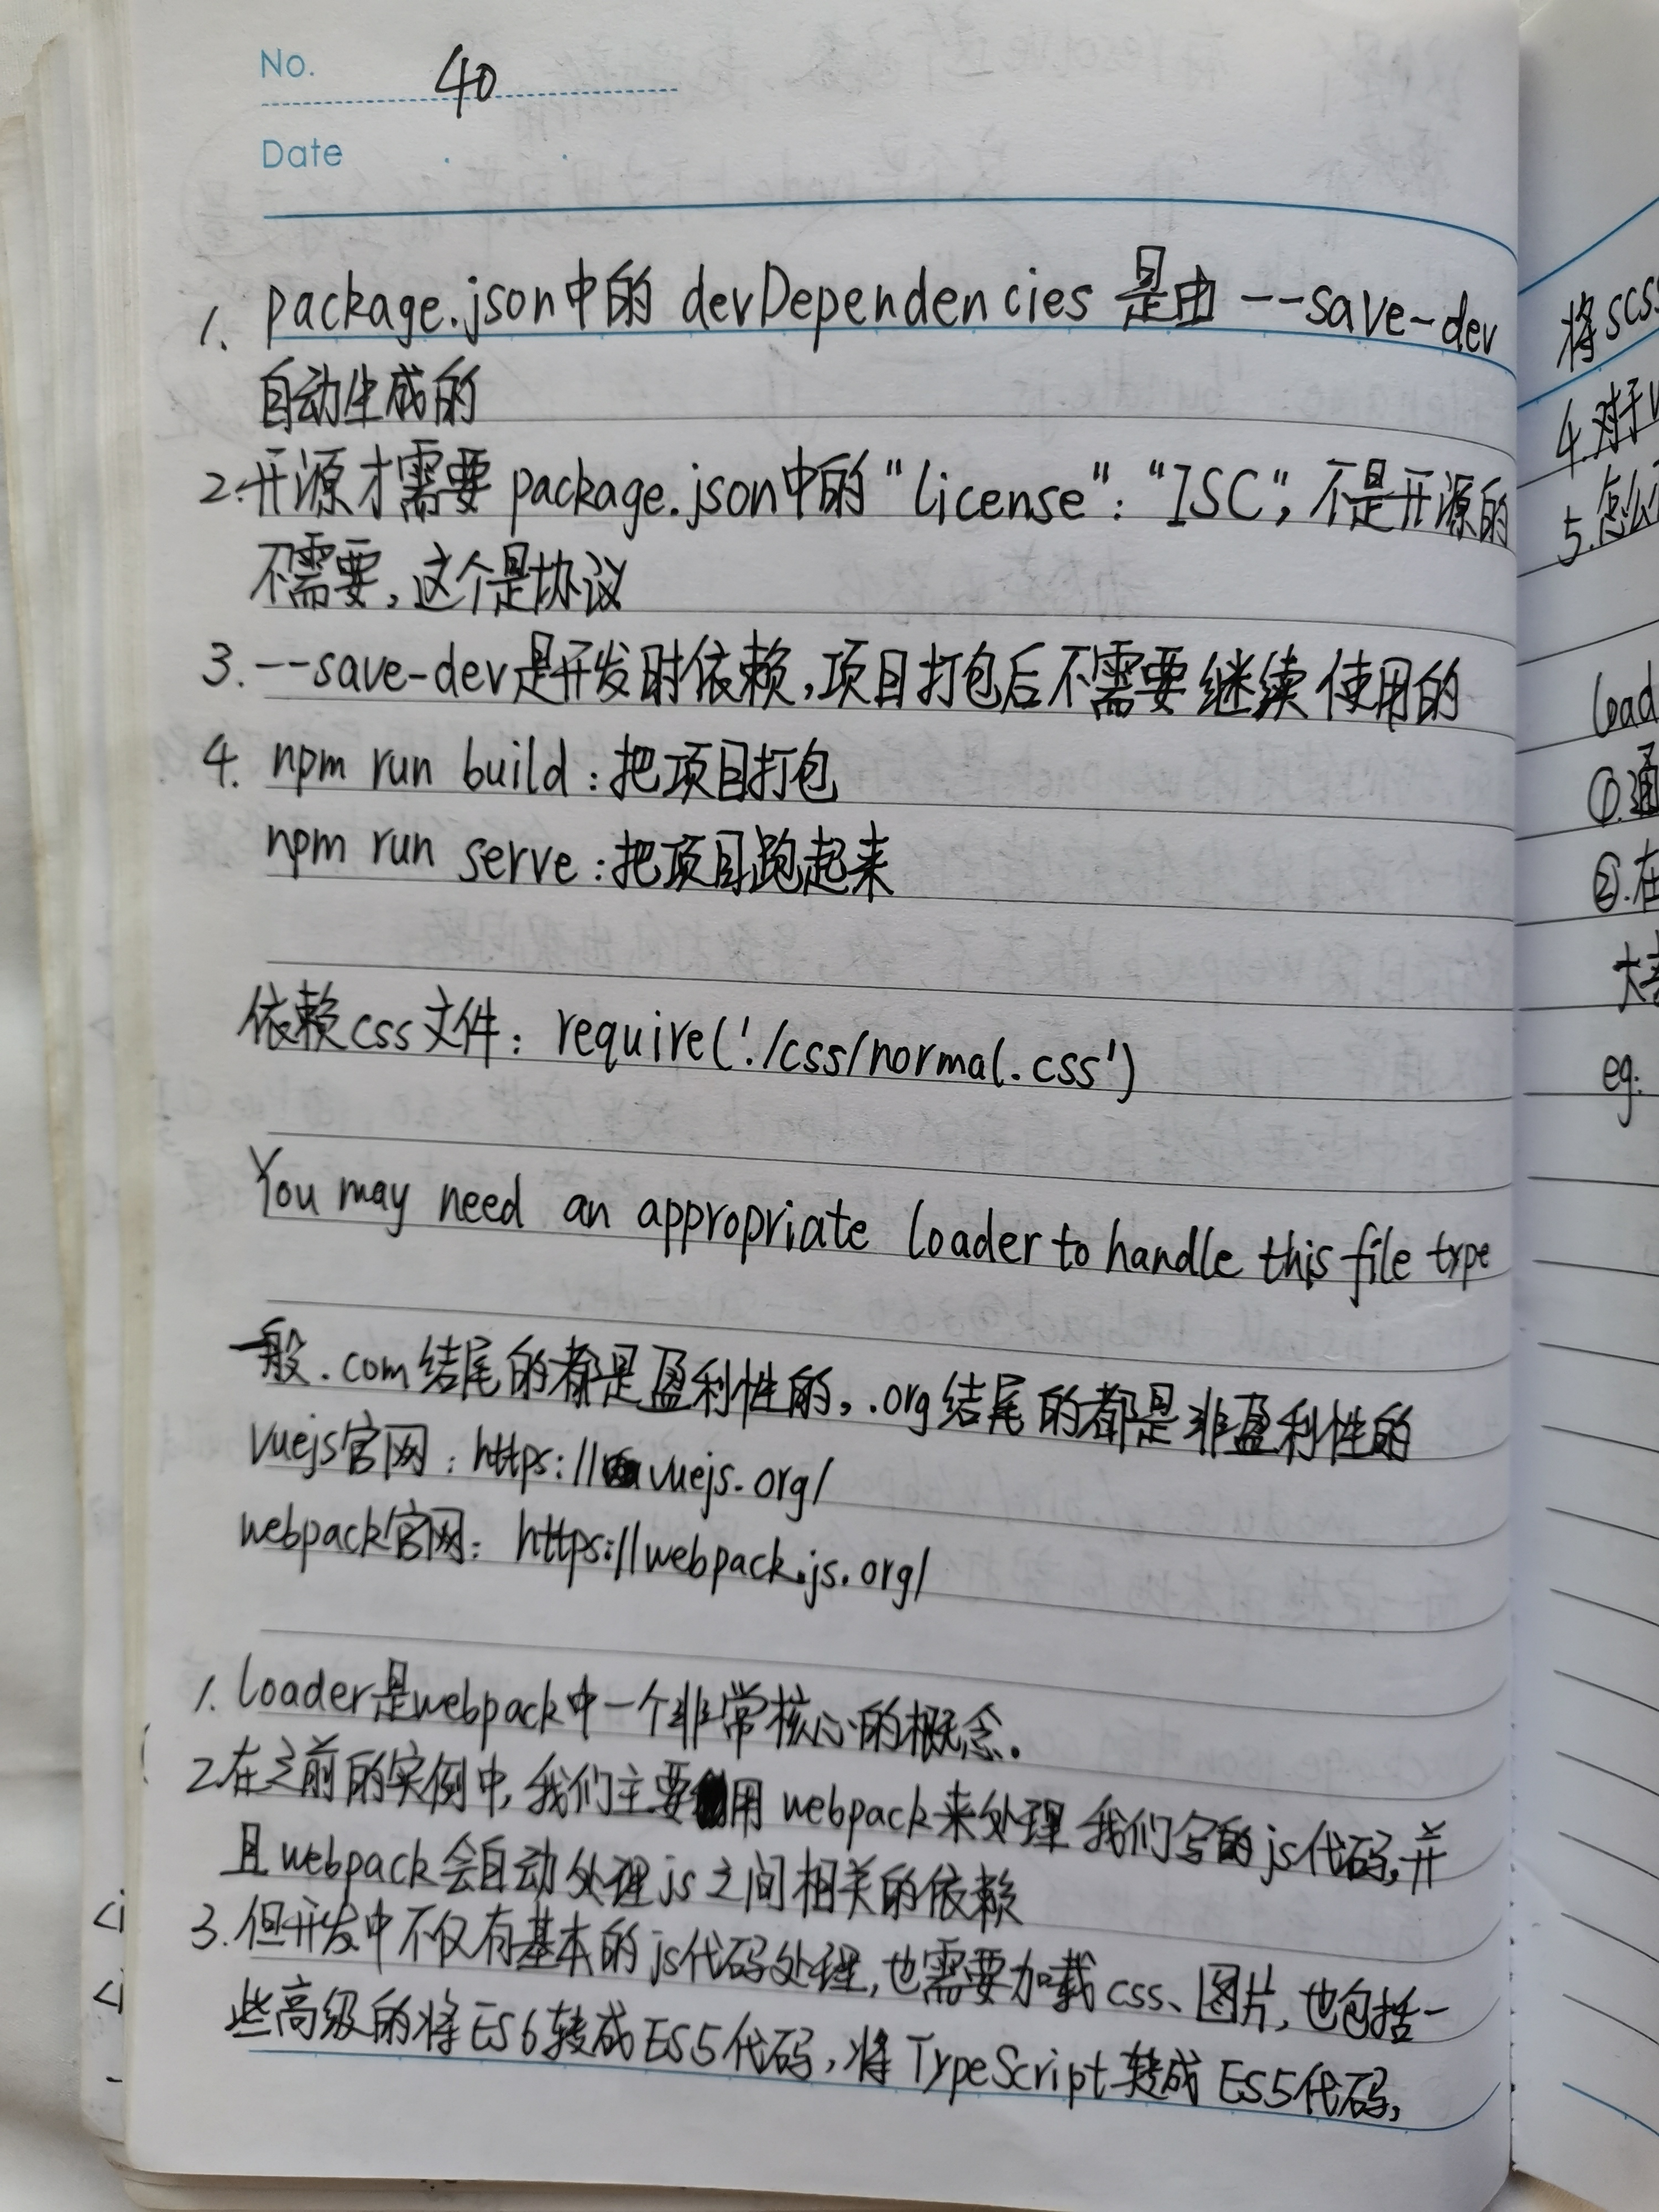 No. 40
Date
1. package.json中的 devDependencies 是由 --save-dev
自动生成的
2.开源才需要 package.json中的"license": "ISC", 不是开源的
不需要,这个是协议
3. --save-dev是开发时依赖,项目打包后不需要继续使用的
4. npm run build:把项目打包
npm run serve:把项目跑起来
依赖css文件: require('./css/normal.css')
You may need an appropriate loader to handle this file type
一般.com结尾的都是盈利性的, .org结尾的都是非盈利性的
vuejs官网: https://vuejs.org/
webpack官网: https://webpack.js.org/
1. loader是webpack中一个非常核心的概念.
2.在之前的实例中,我们主要用 webpack来处理我们写的js代码,并
且webpack会自动处理js之间相关的依赖
3.但开发中不仅有基本的js代码处理,也需要加载css、图片,也包括一
些高级的将ES6转成ES5代码,将TypeScript转成ES5代码,
将scss
4.对于
5.怎么
load
①.通
②.在
eg: